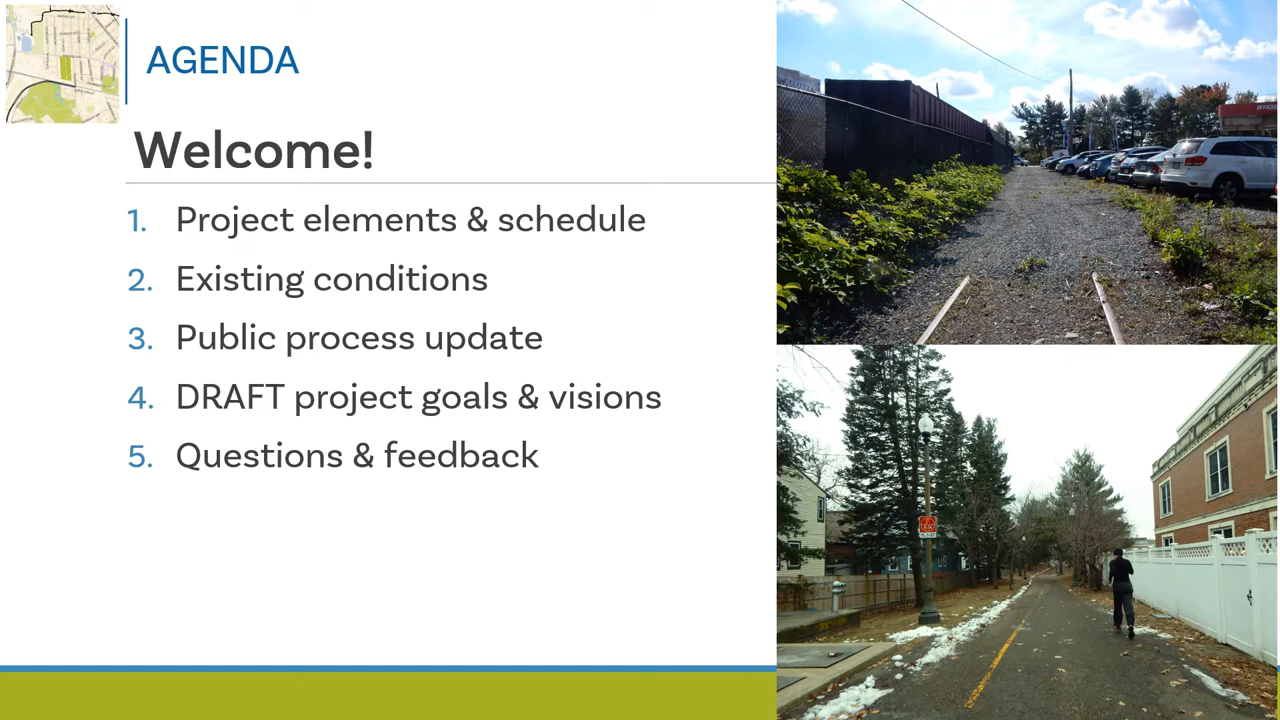 AGENDA
Welcome!
1. Project elements & schedule
2. Existing conditions
3. Public process update
4. DRAFT project goals & visions
5. Questions & feedback